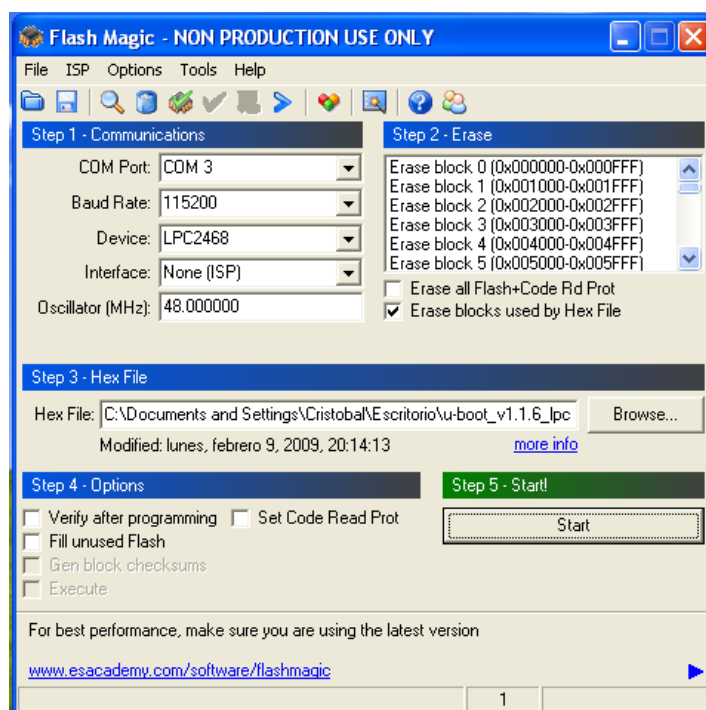 Flash Magic - NON PRODUCTION USE ONLY
File ISP Options Tools Help
Step 1 - Communications
COM Port: COM 3
Baud Rate: 115200
Device: LPC2468
Interface: None (ISP)
Oscillator (MHz): 48.000000
Step 2 - Erase
Erase block 0 (0x000000-0x000FFF)
Erase block 1 (0x001000-0x001FFF)
Erase block 2 (0x002000-0x002FFF)
Erase block 3 (0x003000-0x003FFF)
Erase block 4 (0x004000-0x004FFF)
Erase block 5 (0x005000-0x005FFF)
Erase all Flash+Code Rd Prot
Erase blocks used by Hex File
Step 3 - Hex File
Hex File: C:\Documents and Settings\Cristobal\Escritorio\u-boot_v1.1.6_lpc Browse...
Modified: lunes, febrero 9, 2009, 20:14:13 more info
Step 4 - Options
Verify after programming Set Code Read Prot
Fill unused Flash
Gen block checksums
Execute
Step 5 - Start!
Start
For best performance, make sure you are using the latest version
www.esacademy.com/software/flashmagic
1